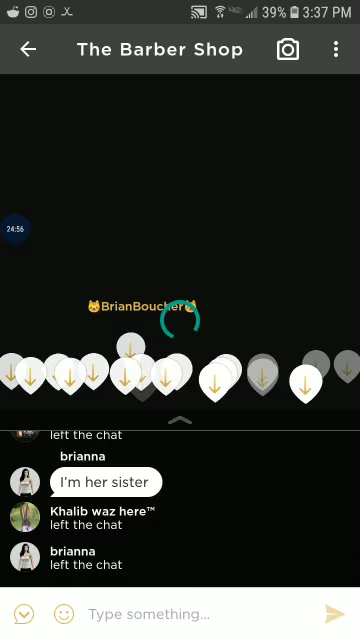 39% 3:37 PM
The Barber Shop
24:56
😺BrianBoucher😺
left the chat
brianna
I'm her sister
Khalib waz here™
left the chat
brianna
left the chat
Type something...